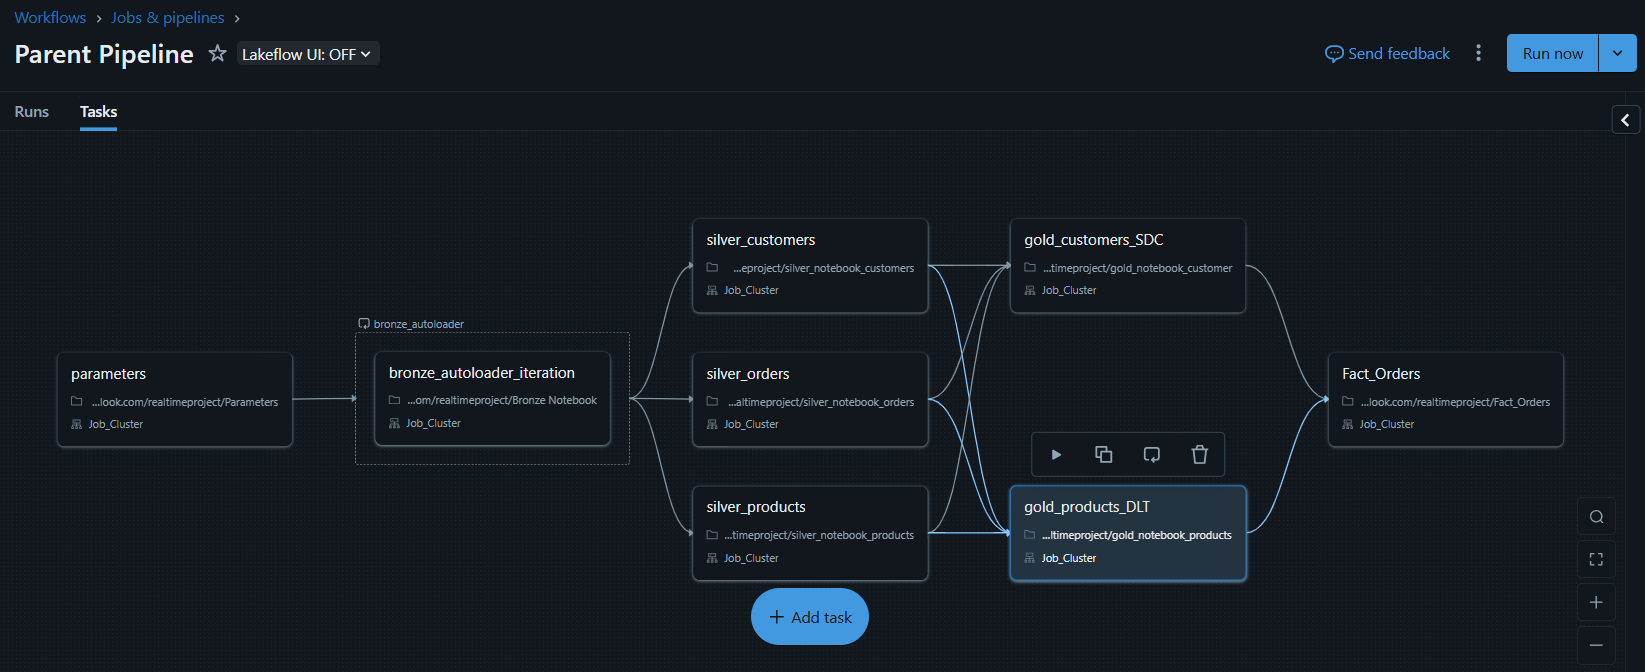 Workflows > Jobs & pipelines >
Parent Pipeline
Lakeflow UI: OFF
Send feedback
Run now
Runs
Tasks
parameters
...look.com/realtimeproject/Parameters
Job_Cluster
bronze_autoloader
bronze_autoloader_iteration
...om/realtimeproject/Bronze Notebook
Job_Cluster
silver_customers
...eproject/silver_notebook_customers
Job_Cluster
silver_orders
...altimeproject/silver_notebook_orders
Job_Cluster
silver_products
...timeproject/silver_notebook_products
Job_Cluster
gold_customers_SDC
...timeproject/gold_notebook_customer
Job_Cluster
gold_products_DLT
...ltimeproject/gold_notebook_products
Job_Cluster
Fact_Orders
...look.com/realtimeproject/Fact_Orders
Job_Cluster
+ Add task